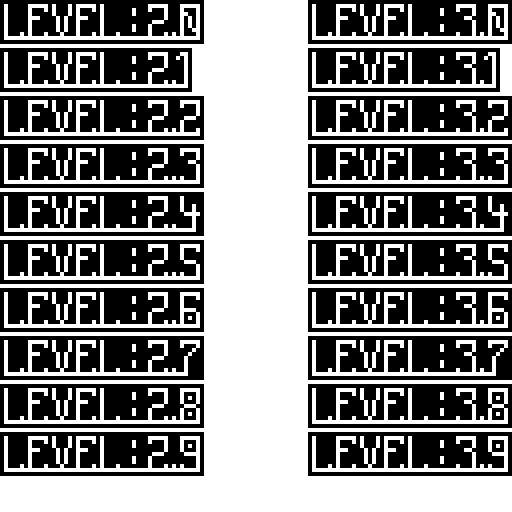 LEVEL :2.0
LEVEL :2.1
LEVEL :2.2
LEVEL :2.3
LEVEL :2.4
LEVEL :2.5
LEVEL :2.6
LEVEL :2.7
LEVEL :2.8
LEVEL :2.9
LEVEL :3.0
LEVEL :3.1
LEVEL :3.2
LEVEL :3.3
LEVEL :3.4
LEVEL :3.5
LEVEL :3.6
LEVEL :3.7
LEVEL :3.8
LEVEL :3.9